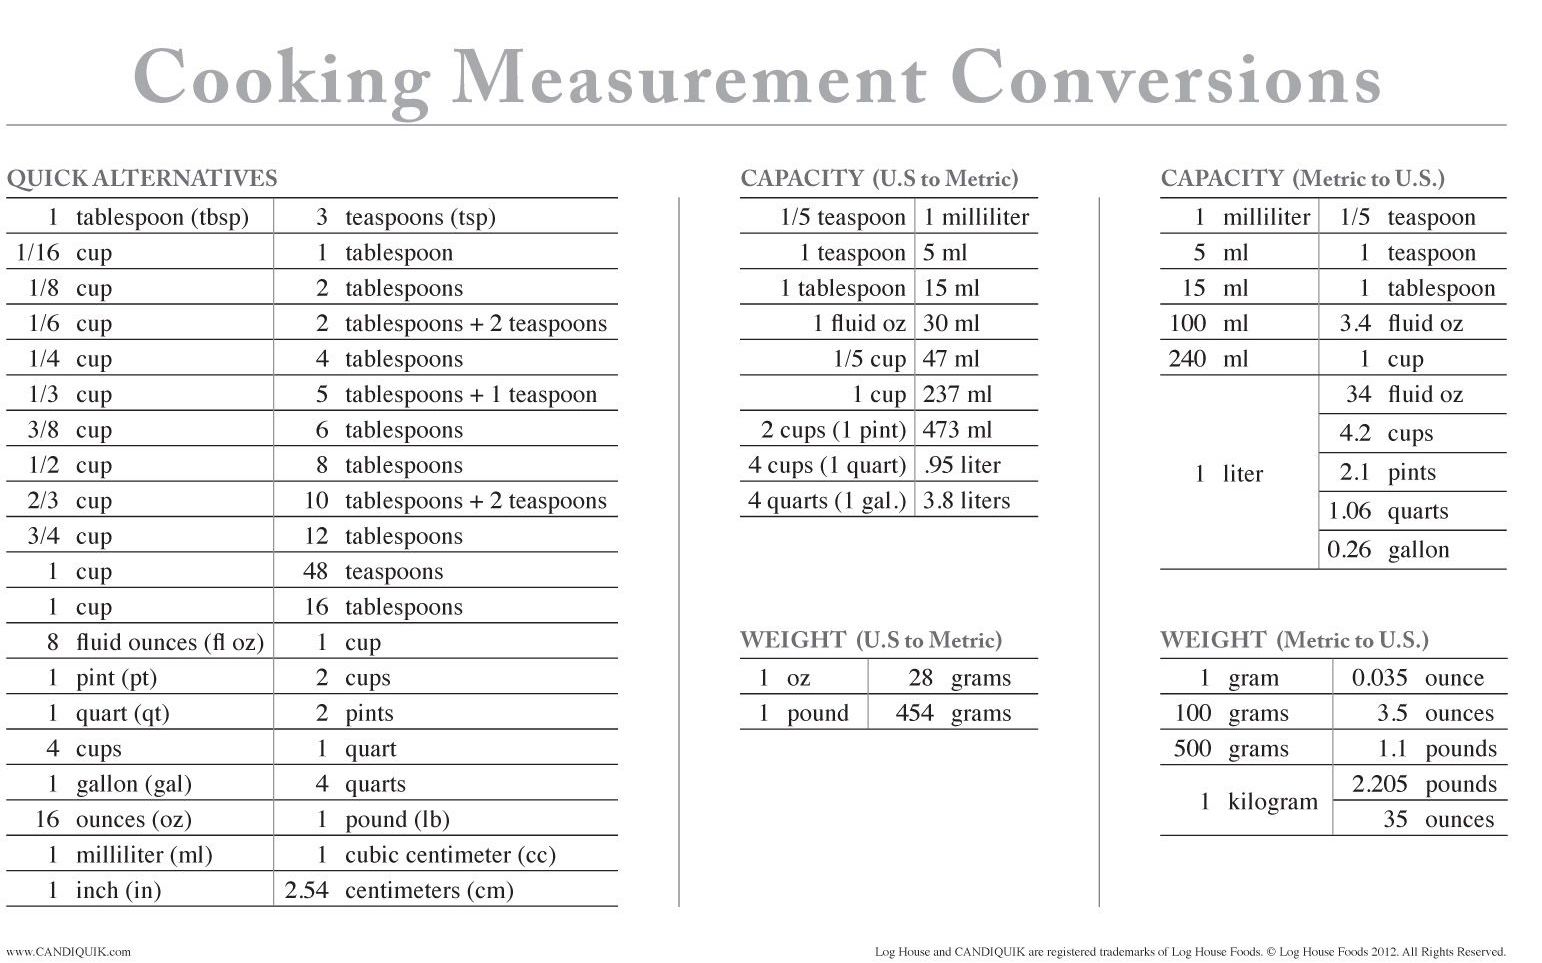 Cooking Measurement Conversions
QUICK ALTERNATIVES
1 tablespoon (tbsp) 3 teaspoons (tsp)
1/16 cup 1 tablespoon
1/8 cup 2 tablespoons
1/6 cup 2 tablespoons + 2 teaspoons
1/4 cup 4 tablespoons
1/3 cup 5 tablespoons + 1 teaspoon
3/8 cup 6 tablespoons
1/2 cup 8 tablespoons
2/3 cup 10 tablespoons + 2 teaspoons
3/4 cup 12 tablespoons
1 cup 48 teaspoons
1 cup 16 tablespoons
8 fluid ounces (fl oz) 1 cup
1 pint (pt) 2 cups
1 quart (qt) 2 pints
4 cups 1 quart
1 gallon (gal) 4 quarts
16 ounces (oz) 1 pound (lb)
1 milliliter (ml) 1 cubic centimeter (cc)
1 inch (in) 2.54 centimeters (cm)
CAPACITY (U.S to Metric)
1/5 teaspoon 1 milliliter
1 teaspoon 5 ml
1 tablespoon 15 ml
1 fluid oz 30 ml
1/5 cup 47 ml
1 cup 237 ml
2 cups (1 pint) 473 ml
4 cups (1 quart) .95 liter
4 quarts (1 gal.) 3.8 liters
WEIGHT (U.S to Metric)
1 oz 28 grams
1 pound 454 grams
CAPACITY (Metric to U.S.)
1 milliliter 1/5 teaspoon
5 ml 1 teaspoon
15 ml 1 tablespoon
100 ml 3.4 fluid oz
240 ml 1 cup
1 liter 34 fluid oz
4.2 cups
2.1 pints
1.06 quarts
0.26 gallon
WEIGHT (Metric to U.S.)
1 gram 0.035 ounce
100 grams 3.5 ounces
500 grams 1.1 pounds
1 kilogram 2.205 pounds
35 ounces
www.CANDIQUIK.com
Log House and CANDIQUIK are registered trademarks of Log House Foods. © Log House Foods 2012. All Rights Reserved.